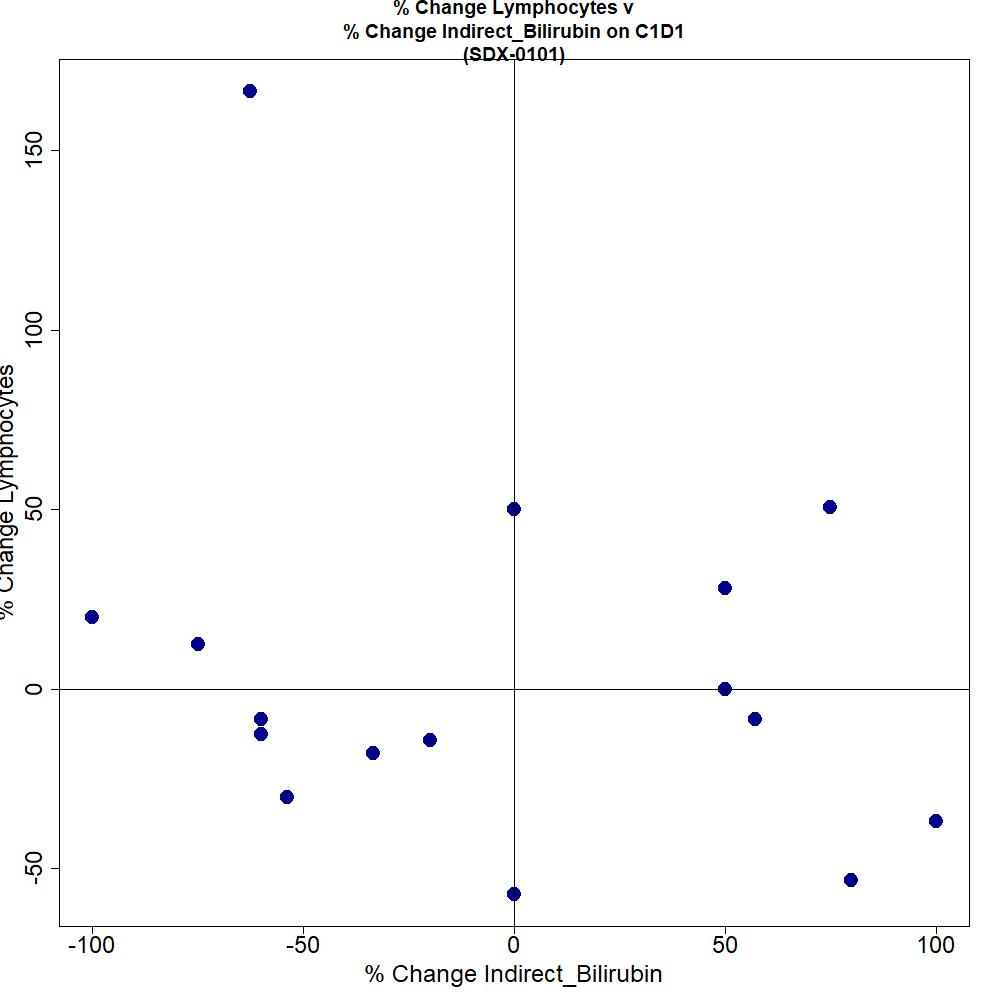 % Change Lymphocytes v
% Change Indirect_Bilirubin on C1D1
(SDX-0101)
% Change Lymphocytes
150
100
50
0
-50
-100
-50
0
50
100
% Change Indirect_Bilirubin